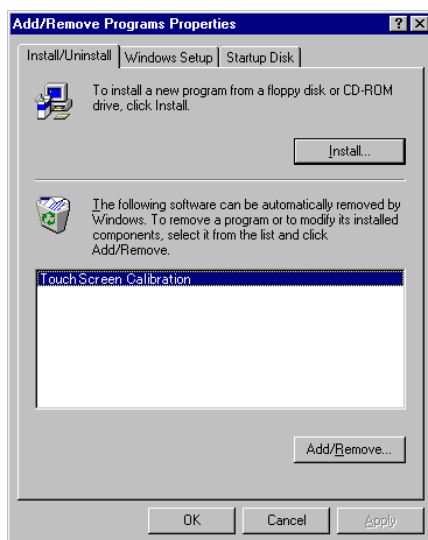 Add/Remove Programs Properties
Install/Uninstall Windows Setup Startup Disk
To install a new program from a floppy disk or CD-ROM
drive, click Install.
Install...
The following software can be automatically removed by
Windows. To remove a program or to modify its installed
components, select it from the list and click
Add/Remove.
TouchScreen Calibration
Add/Remove...
OK Cancel Apply